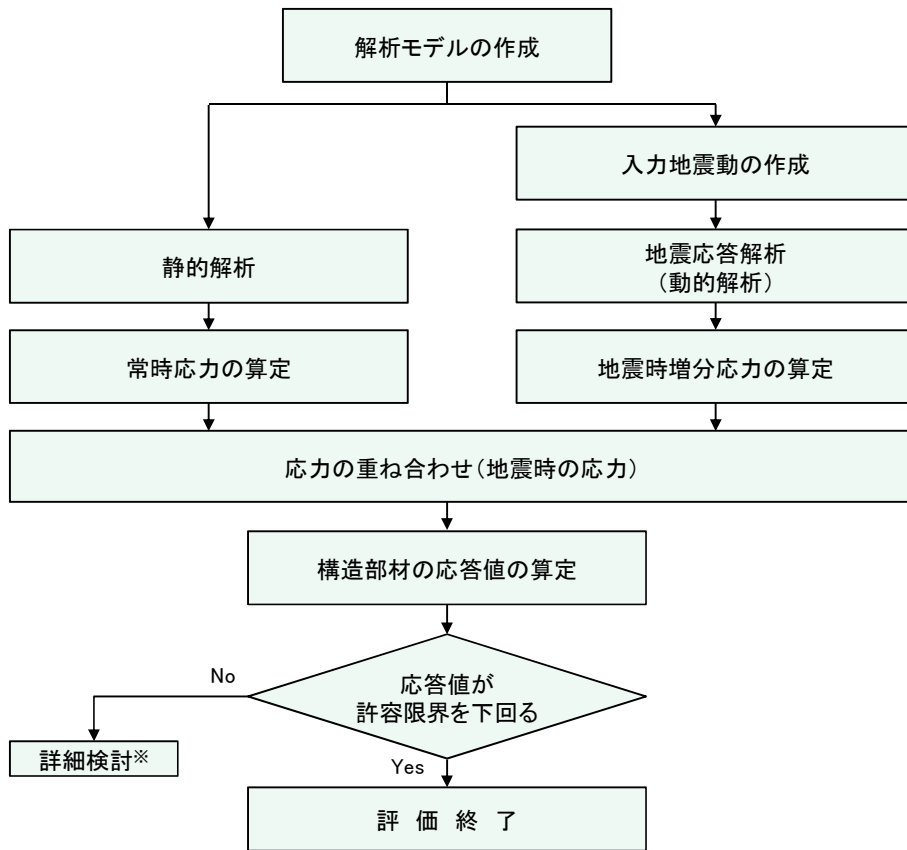 解析モデルの作成
入力地震動の作成
静的解析
地震応答解析
（動的解析）
常時応力の算定
地震時増分応力の算定
応力の重ね合わせ（地震時の応力）
構造部材の応答値の算定
No
応答値が
許容限界を下回る
詳細検討※
Yes
評 価 終 了